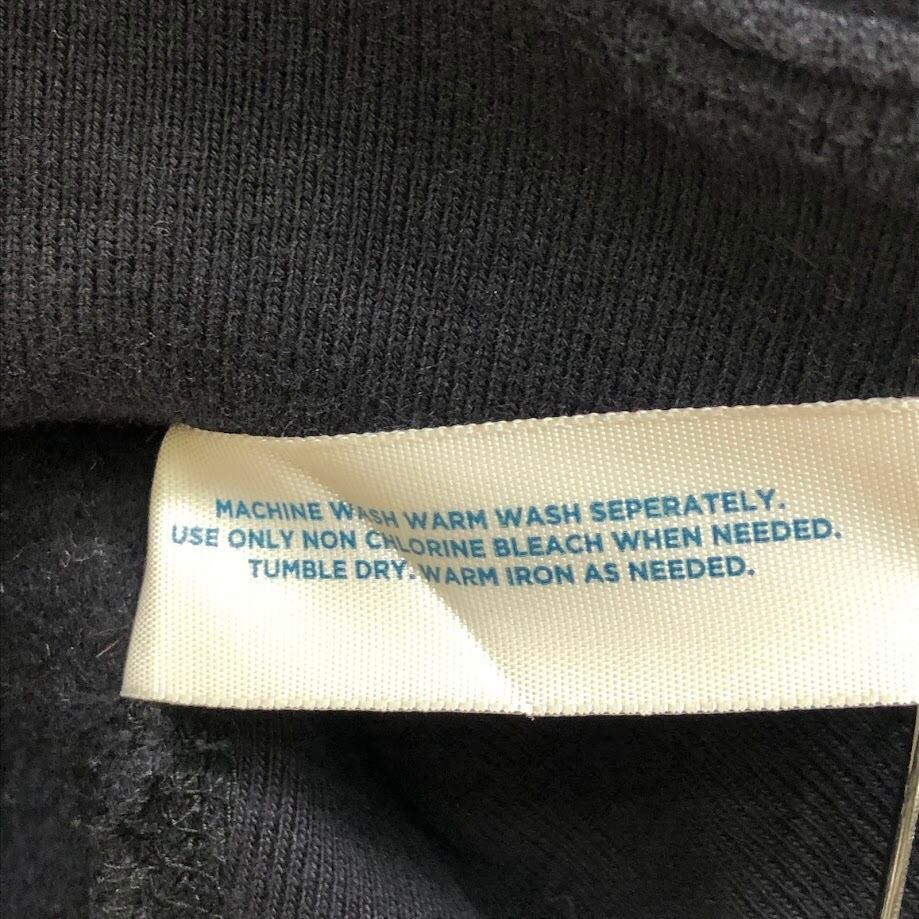 MACHINE WASH WARM WASH SEPERATELY.
USE ONLY NON CHLORINE BLEACH WHEN NEEDED.
TUMBLE DRY. WARM IRON AS NEEDED.